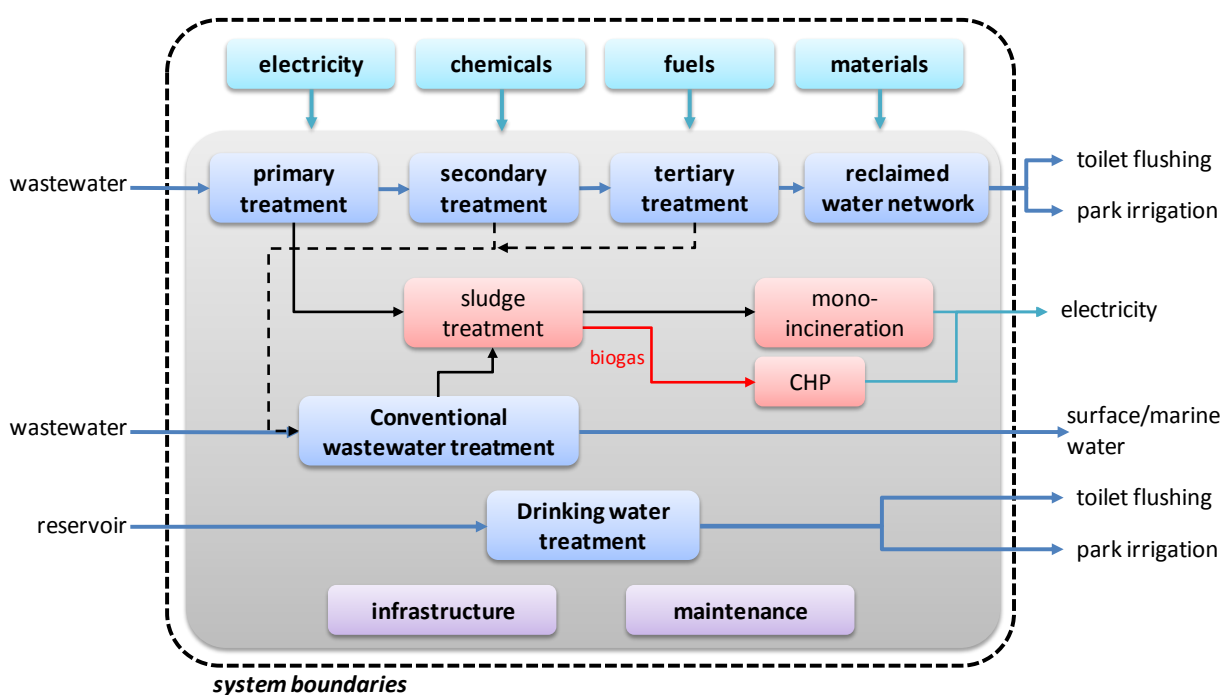 electricity
chemicals
fuels
materials
wastewater
primary
treatment
secondary
treatment
tertiary
treatment
reclaimed
water network
toilet flushing
park irrigation
sludge
treatment
mono-
incineration
electricity
biogas
CHP
wastewater
Conventional
wastewater treatment
surface/marine
water
reservoir
Drinking water
treatment
toilet flushing
park irrigation
infrastructure
maintenance
system boundaries